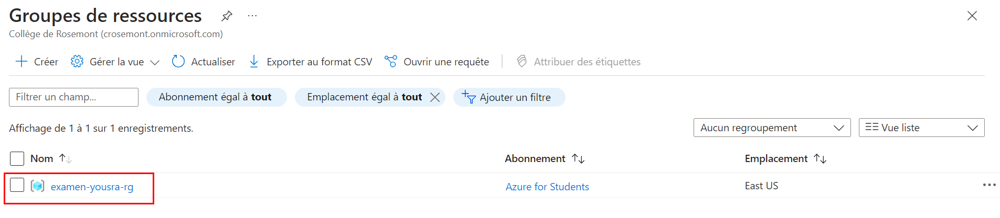 Groupes de ressources
Collège de Rosemont (crosemont.onmicrosoft.com)
Créer Gérer la vue Actualiser Exporter au format CSV Ouvrir une requête Attribuer des étiquettes
Filtrer un champ... Abonnement égal à tout Emplacement égal à tout Ajouter un filtre
Affichage de 1 à 1 sur 1 enregistrements. Aucun regroupement Vue liste
Nom Abonnement Emplacement
examen-yousra-rg Azure for Students East US